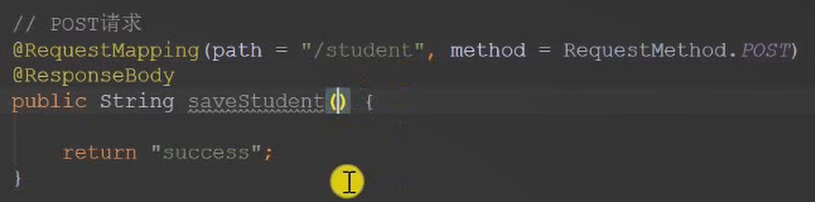 // POST请求
@RequestMapping(path = "/student", method = RequestMethod.POST)
@ResponseBody
public String saveStudent() {
return "success";
}